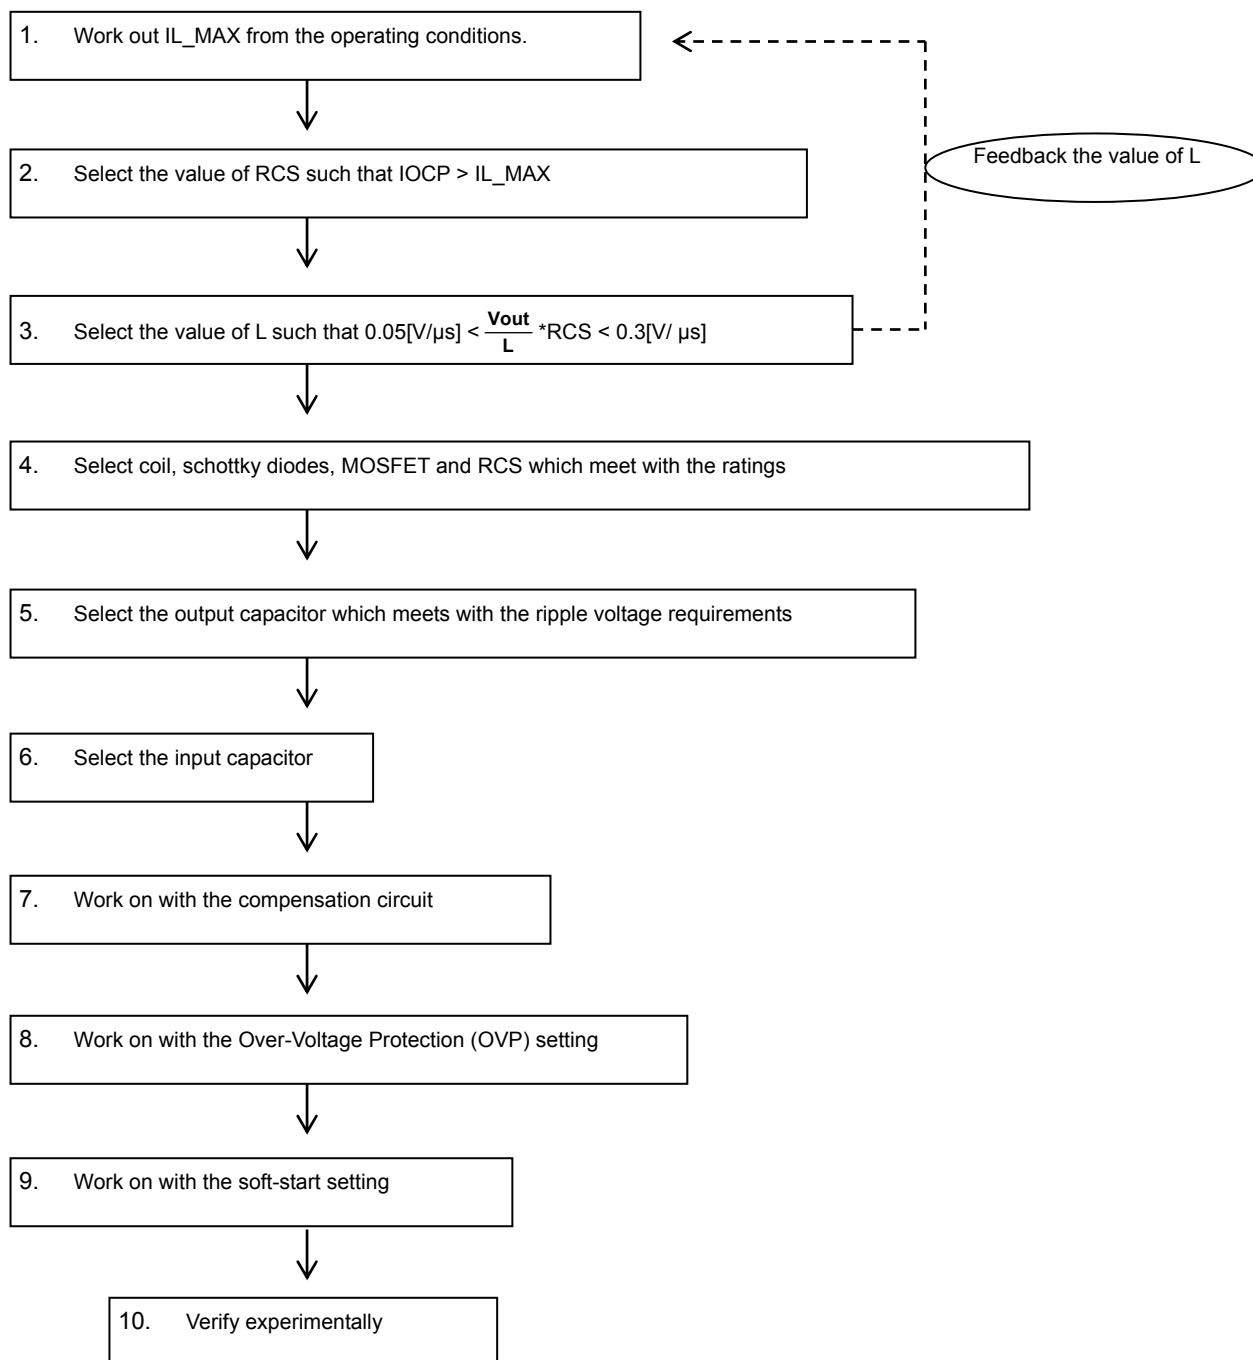 1. Work out IL_MAX from the operating conditions.
Feedback the value of L
2. Select the value of RCS such that IOCP > IL_MAX
3. Select the value of L such that 0.05[V/µs] < Vout/L *RCS < 0.3[V/ µs]
4. Select coil, schottky diodes, MOSFET and RCS which meet with the ratings
5. Select the output capacitor which meets with the ripple voltage requirements
6. Select the input capacitor
7. Work on with the compensation circuit
8. Work on with the Over-Voltage Protection (OVP) setting
9. Work on with the soft-start setting
10. Verify experimentally